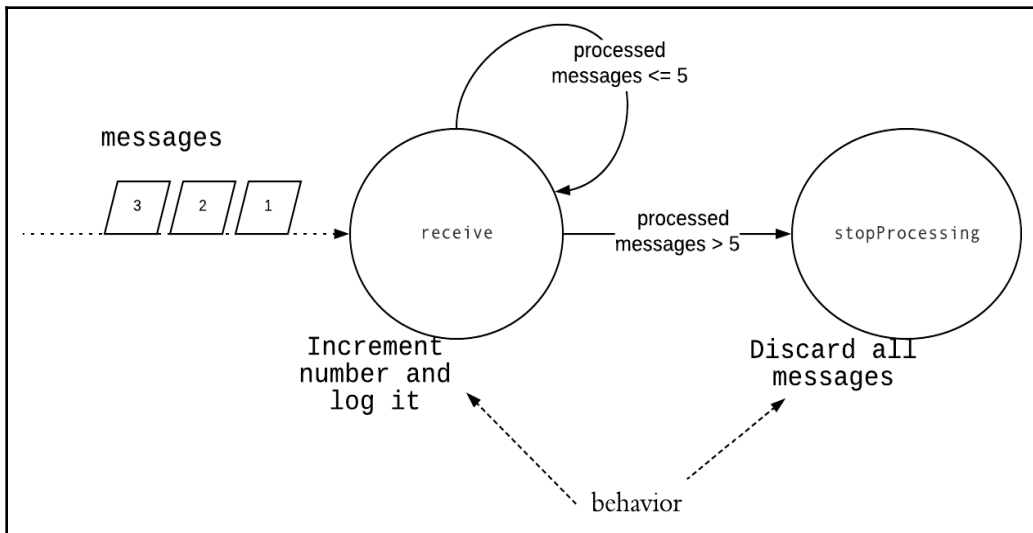 processed
messages <= 5
messages
3 2 1
receive
processed
messages > 5
stopProcessing
Increment
number and
log it
Discard all
messages
behavior